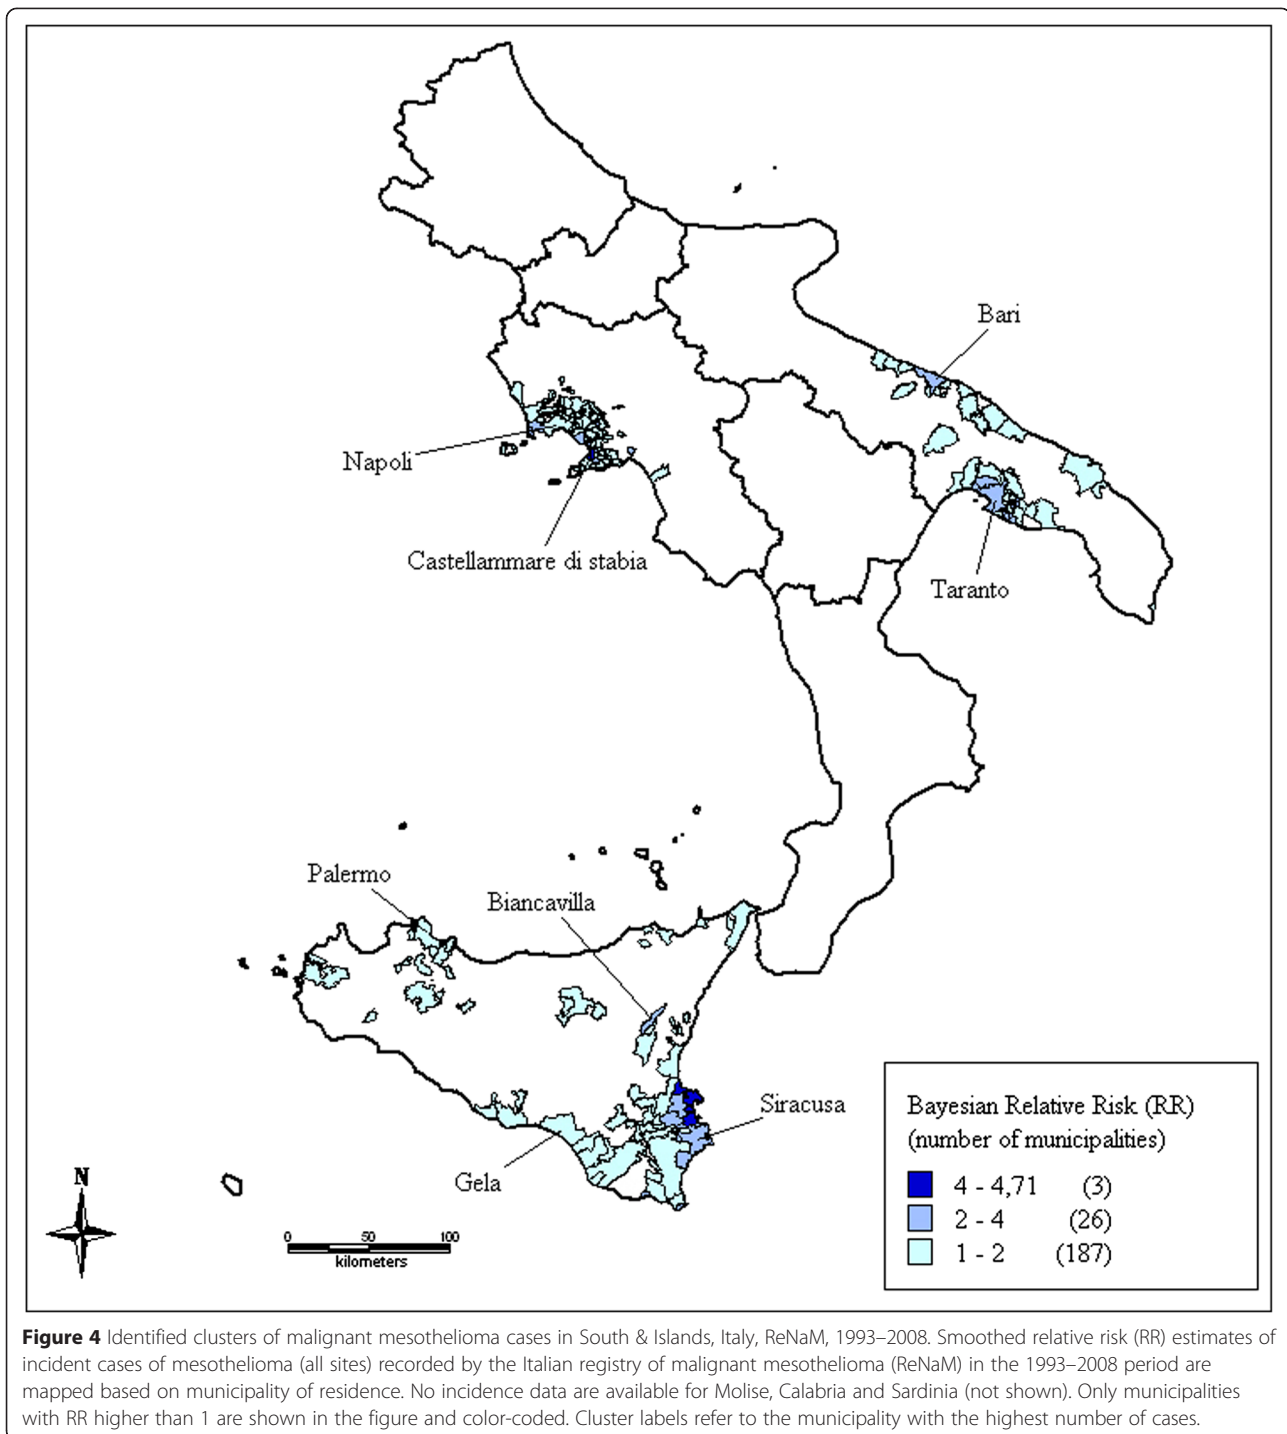 Bari
Napoli
Castellammare di stabia
Taranto
Palermo
Biancavilla
Siracusa
Gela
N
0 50 100
kilometers
Bayesian Relative Risk (RR)
(number of municipalities)
4 - 4,71 (3)
2 - 4 (26)
1 - 2 (187)
Figure 4 Identified clusters of malignant mesothelioma cases in South & Islands, Italy, ReNaM, 1993–2008. Smoothed relative risk (RR) estimates of
incident cases of mesothelioma (all sites) recorded by the Italian registry of malignant mesothelioma (ReNaM) in the 1993–2008 period are
mapped based on municipality of residence. No incidence data are available for Molise, Calabria and Sardinia (not shown). Only municipalities
with RR higher than 1 are shown in the figure and color-coded. Cluster labels refer to the municipality with the highest number of cases.